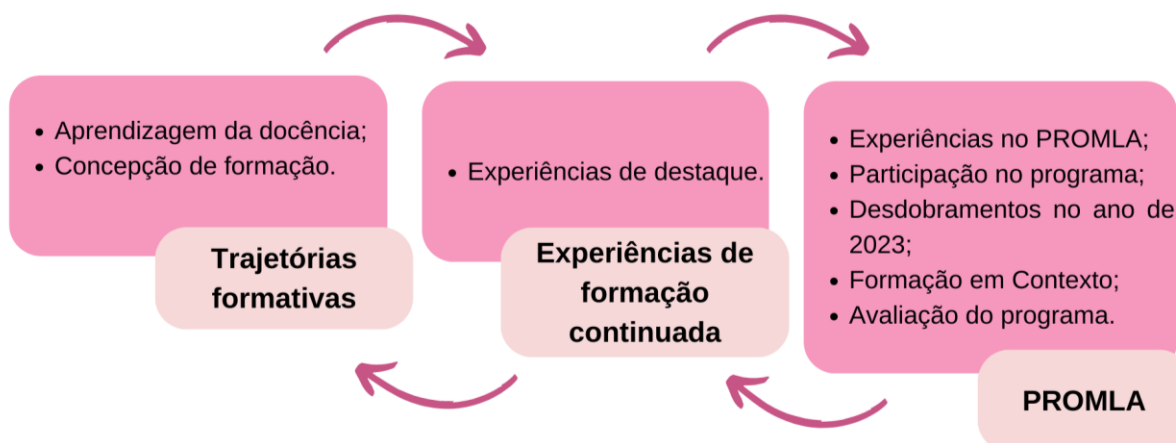 • Aprendizagem da docência;
• Concepção de formação.
Trajetórias
formativas
• Experiências de destaque.
Experiências de
formação
continuada
• Experiências no PROMLA;
• Participação no programa;
• Desdobramentos no ano de
2023;
• Formação em Contexto;
• Avaliação do programa.
PROMLA